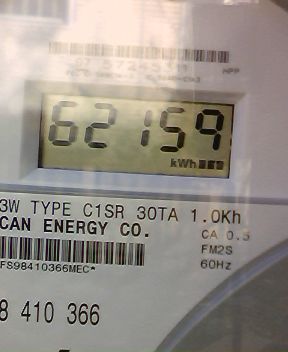 62159
kWh
3W TYPE C1SR 30TA 1.0Kh
CAN ENERGY CO.
CA 0.5
FM2S
FS98410366MEC*
60Hz
8 410 366